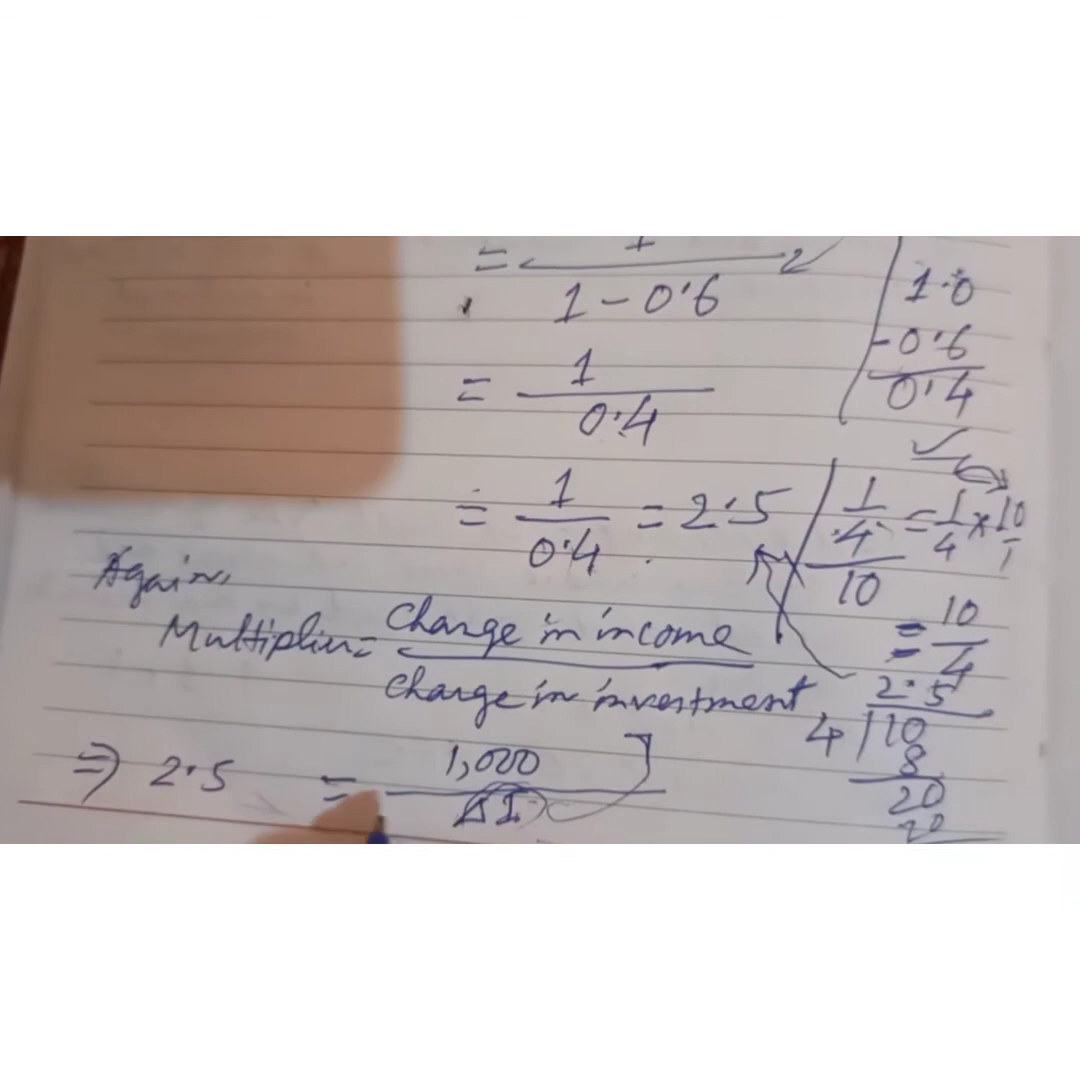 =
1 - 0.6
1.0
- 0.6
0.4
= 1
0.4
= 1 = 2.5
0.4
1 = 1 × 10
4 4 1
10
= 10
4
Again,
Multiplier = Change in income
Change in investment
2.5
4 10
8
20
20
⇒ 2.5 = 1,000
ΔI